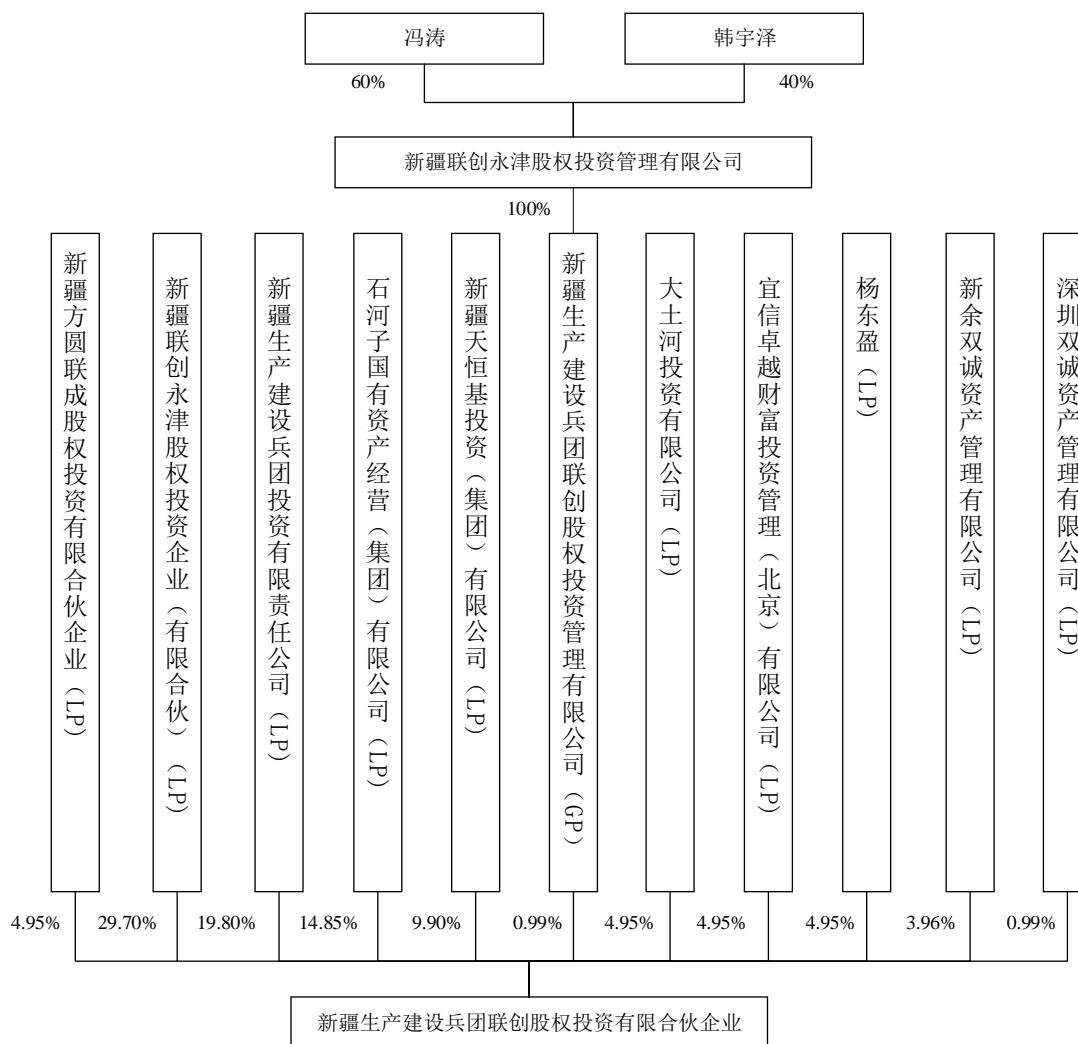 冯涛
韩宇泽
60%
40%
新疆联创永津股权投资管理有限公司
100%
新疆方圆联成股权投资有限合伙企业（LP）
新疆联创永津股权投资企业（有限合伙）（LP）
新疆生产建设兵团投资有限责任公司（LP）
石河子国有资产经营（集团）有限公司（LP）
新疆天恒基投资（集团）有限公司（LP）
新疆生产建设兵团联创股权投资管理有限公司（GP）
大土河投资有限公司（LP）
宜信卓越财富投资管理（北京）有限公司（LP）
杨东盈（LP）
新余双诚资产管理有限公司（LP）
深圳双诚资产管理有限公司（LP）
4.95%
29.70%
19.80%
14.85%
9.90%
0.99%
4.95%
4.95%
4.95%
3.96%
0.99%
新疆生产建设兵团联创股权投资有限合伙企业